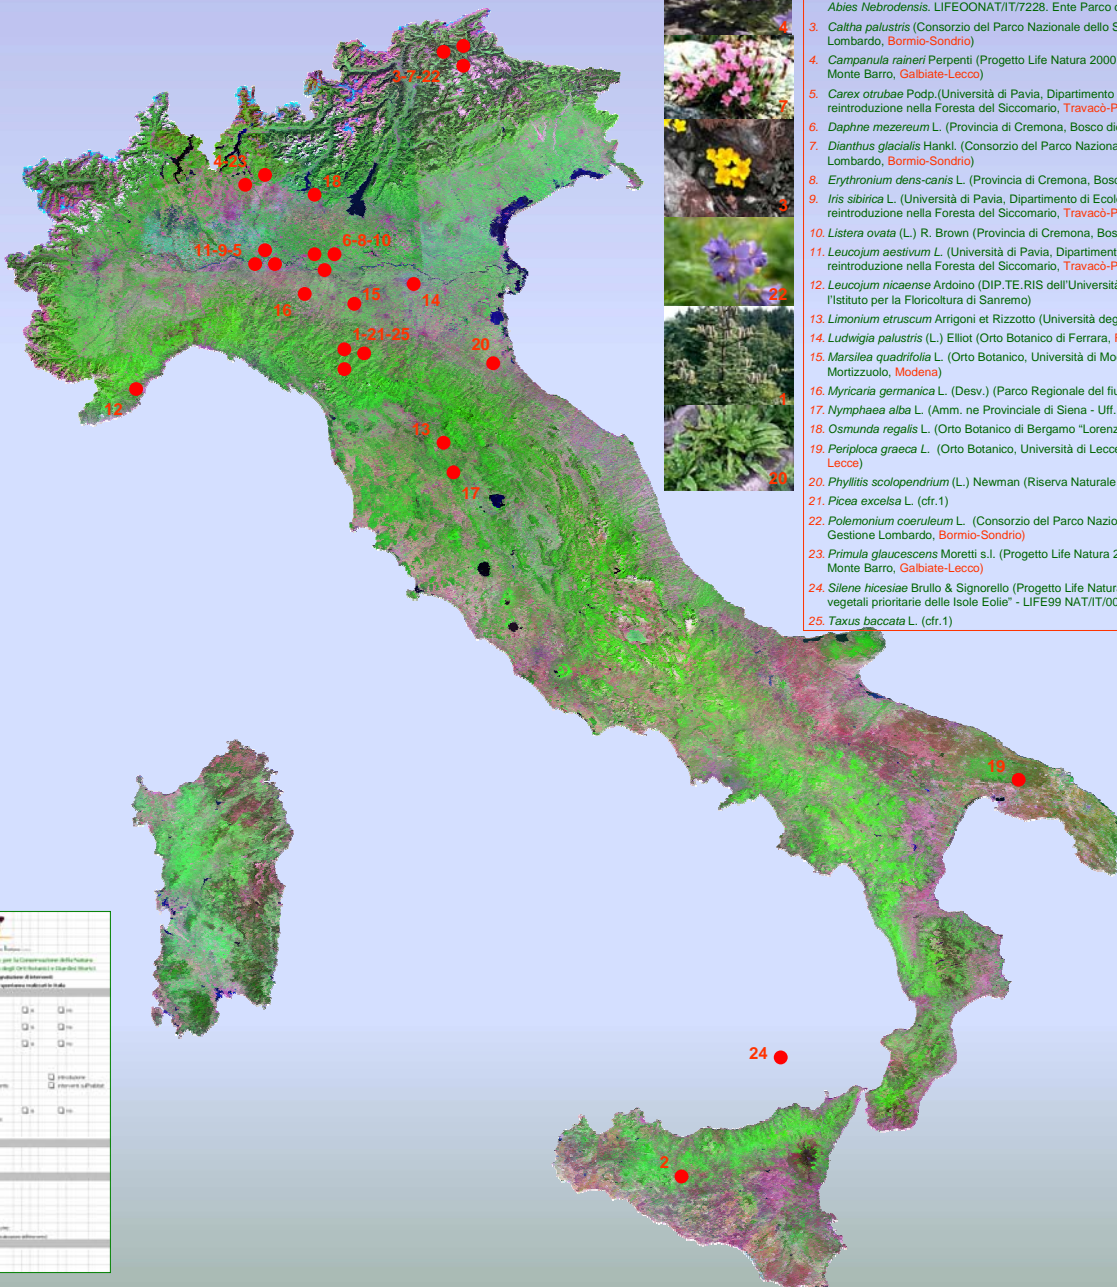 Abies Nebrodensis. LIFEOONAT/IT/7228. Ente Parco
3. Caltha palustris (Consorzio del Parco Nazionale dello S
Lombardo, Bormio-Sondrio)
4. Campanula raineri Perpenti (Progetto Life Natura 2000
Monte Barro, Galbiate-Lecco)
5. Carex otrubae Podp.(Università di Pavia, Dipartimento
reintroduzione nella Foresta del Siccomario, Travacò-P
6. Daphne mezereum L. (Provincia di Cremona, Bosco di
7. Dianthus glacialis Hankl. (Consorzio del Parco Naziona
Lombardo, Bormio-Sondrio)
8. Erythronium dens-canis L. (Provincia di Cremona, Bosc
9. Iris sibirica L. (Università di Pavia, Dipartimento di Ecol
reintroduzione nella Foresta del Siccomario, Travacò-P
10. Listera ovata (L.) R. Brown (Provincia di Cremona, Bos
11. Leucojum aestivum L. (Università di Pavia, Dipartiment
reintroduzione nella Foresta del Siccomario, Travacò-P
12. Leucojum nicaense Ardoino (DIP.TE.RIS dell'Università
l'Istituto per la Floricoltura di Sanremo)
13. Limonium etruscum Arrigoni et Rizzotto (Università deg
14. Ludwigia palustris (L.) Elliot (Orto Botanico di Ferrara,
15. Marsilea quadrifolia L. (Orto Botanico, Università di Mo
Mortizzuolo, Modena)
16. Myricaria germanica L. (Desv.) (Parco Regionale del fiu
17. Nymphaea alba L. (Amm. ne Provinciale di Siena - Uff.
18. Osmunda regalis L. (Orto Botanico di Bergamo "Lorenz
19. Periploca graeca L. (Orto Botanico, Università di Lecce
Lecce)
20. Phyllitis scolopendrium (L.) Newman (Riserva Naturale
21. Picea excelsa L. (cfr.1)
22. Polemonium coeruleum L. (Consorzio del Parco Nazio
Gestione Lombardo, Bormio-Sondrio)
23. Primula glaucescens Moretti s.l. (Progetto Life Natura 2
Monte Barro, Galbiate-Lecco)
24. Silene hicesiae Brullo & Signorello (Progetto Life Natur
vegetali prioritarie delle Isole Eolie" - LIFE99 NAT/IT/00
25. Taxus baccata L. (cfr.1)
4
7
3
22
1
20
3-7-22
4-23
18
11-9-5
6-8-10
16
15
14
1-21-25
20
12
13
17
19
24
2
per la Conservazione della Natura
degli Orti Botanici e Giardini Storici